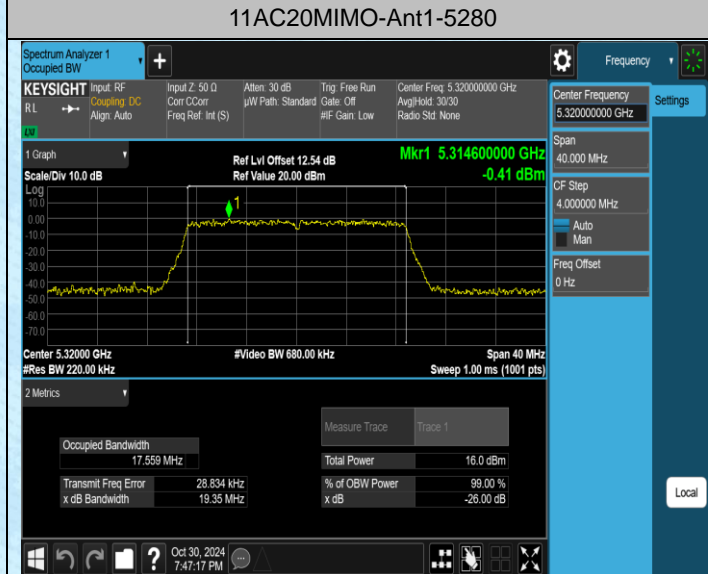 11AC20MIMO-Ant1-5280
Spectrum Analyzer 1
Occupied BW
+
Frequency
KEYSIGHT
RL
LXI
Input: RF
Coupling: DC
Align: Auto
Input Z: 50 Ω
Corr CCorr
Freq Ref: Int (S)
Atten: 30 dB
µW Path: Standard
Trig: Free Run
Gate: Off
#IF Gain: Low
Center Freq: 5.320000000 GHz
Avg|Hold: 30/30
Radio Std: None
Center Frequency
5.320000000 GHz
Settings
Span
40.000 MHz
CF Step
4.000000 MHz
Auto
Man
Freq Offset
0 Hz
1 Graph
Scale/Div 10.0 dB
Ref Lvl Offset 12.54 dB
Ref Value 20.00 dBm
Mkr1 5.314600000 GHz
-0.41 dBm
Log
10.0
0.00
-10.0
-20.0
-30.0
-40.0
-50.0
-60.0
-70.0
1
Center 5.32000 GHz
#Res BW 220.00 kHz
#Video BW 680.00 kHz
Span 40 MHz
Sweep 1.00 ms (1001 pts)
2 Metrics
Measure Trace Trace 1
Occupied Bandwidth
17.559 MHz
Total Power 16.0 dBm
Transmit Freq Error 28.834 kHz
% of OBW Power 99.00 %
x dB Bandwidth 19.35 MHz
x dB -26.00 dB
Local
?
Oct 30, 2024
7:47:17 PM